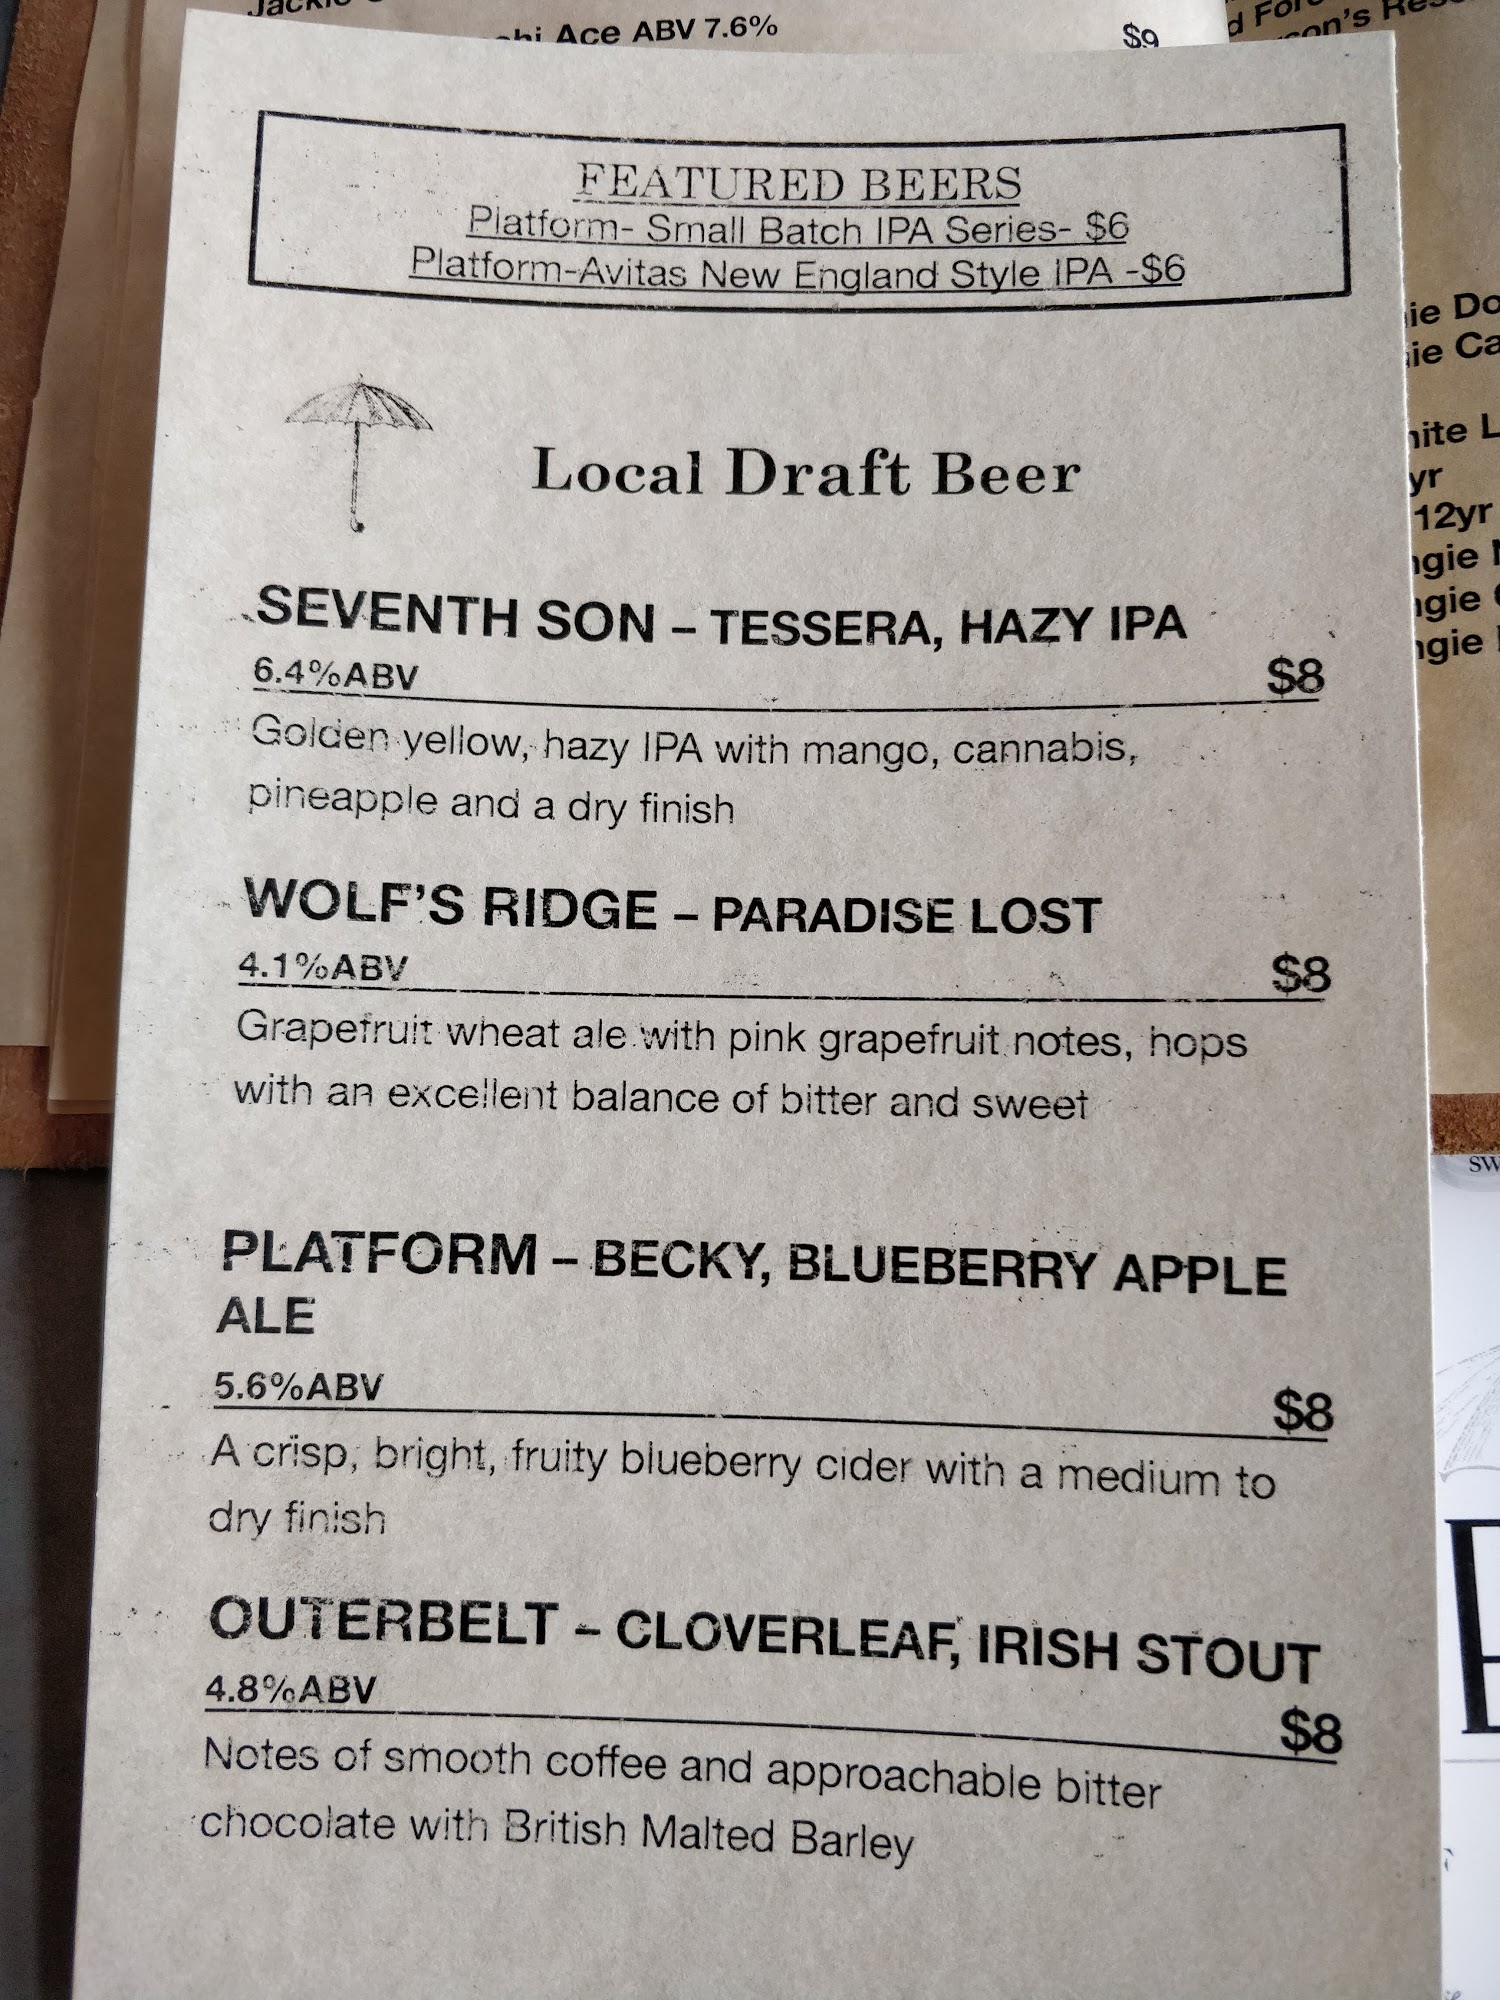 Ace ABV 7.6%
$9
FEATURED BEERS
Platform- Small Batch IPA Series- $6
Platform-Avitas New England Style IPA -$6
Local Draft Beer
SEVENTH SON – TESSERA, HAZY IPA
6.4%ABV $8
Golden yellow, hazy IPA with mango, cannabis,
pineapple and a dry finish
WOLF'S RIDGE – PARADISE LOST
4.1%ABV $8
Grapefruit wheat ale with pink grapefruit notes, hops
with an excellent balance of bitter and sweet
PLATFORM – BECKY, BLUEBERRY APPLE
ALE
5.6%ABV $8
A crisp, bright, fruity blueberry cider with a medium to
dry finish
OUTERBELT – CLOVERLEAF, IRISH STOUT
4.8%ABV $8
Notes of smooth coffee and approachable bitter
chocolate with British Malted Barley
yr
12yr